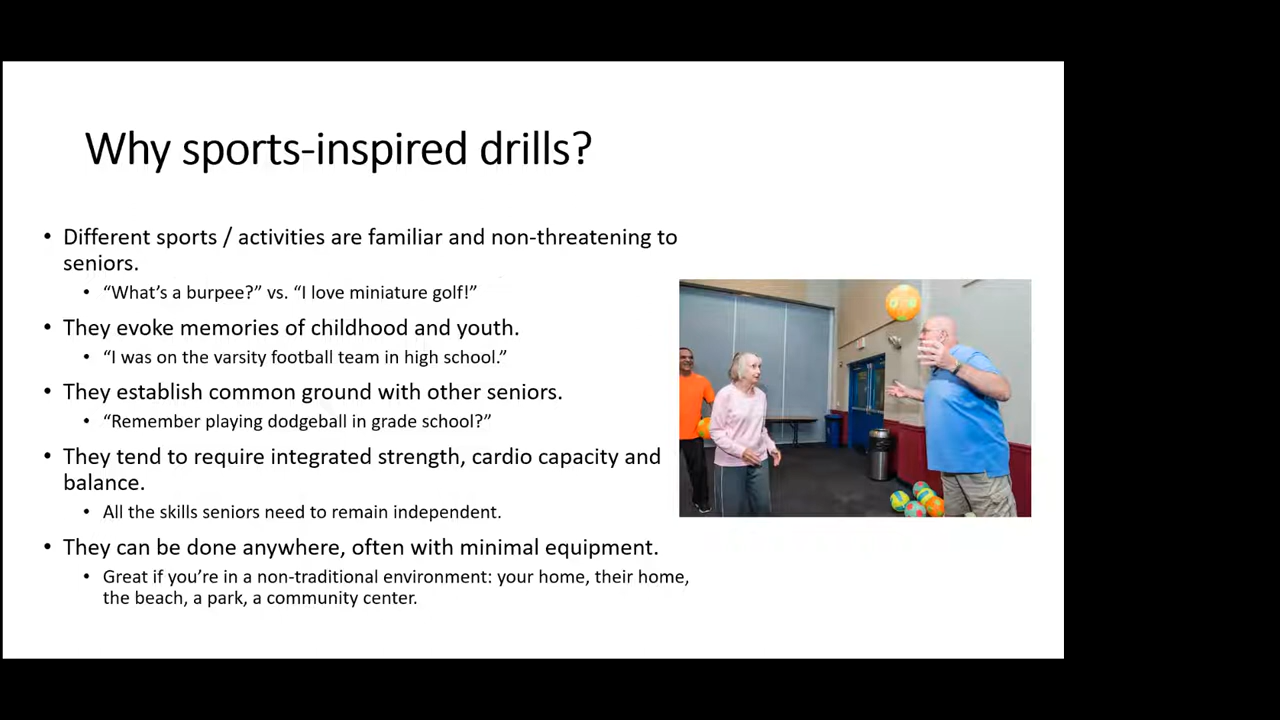 Why sports-inspired drills?
• Different sports / activities are familiar and non-threatening to
seniors.
• “What’s a burpee?” vs. “I love miniature golf!”
• They evoke memories of childhood and youth.
• “I was on the varsity football team in high school.”
• They establish common ground with other seniors.
• “Remember playing dodgeball in grade school?”
• They tend to require integrated strength, cardio capacity and
balance.
• All the skills seniors need to remain independent.
• They can be done anywhere, often with minimal equipment.
• Great if you’re in a non-traditional environment: your home, their home,
the beach, a park, a community center.